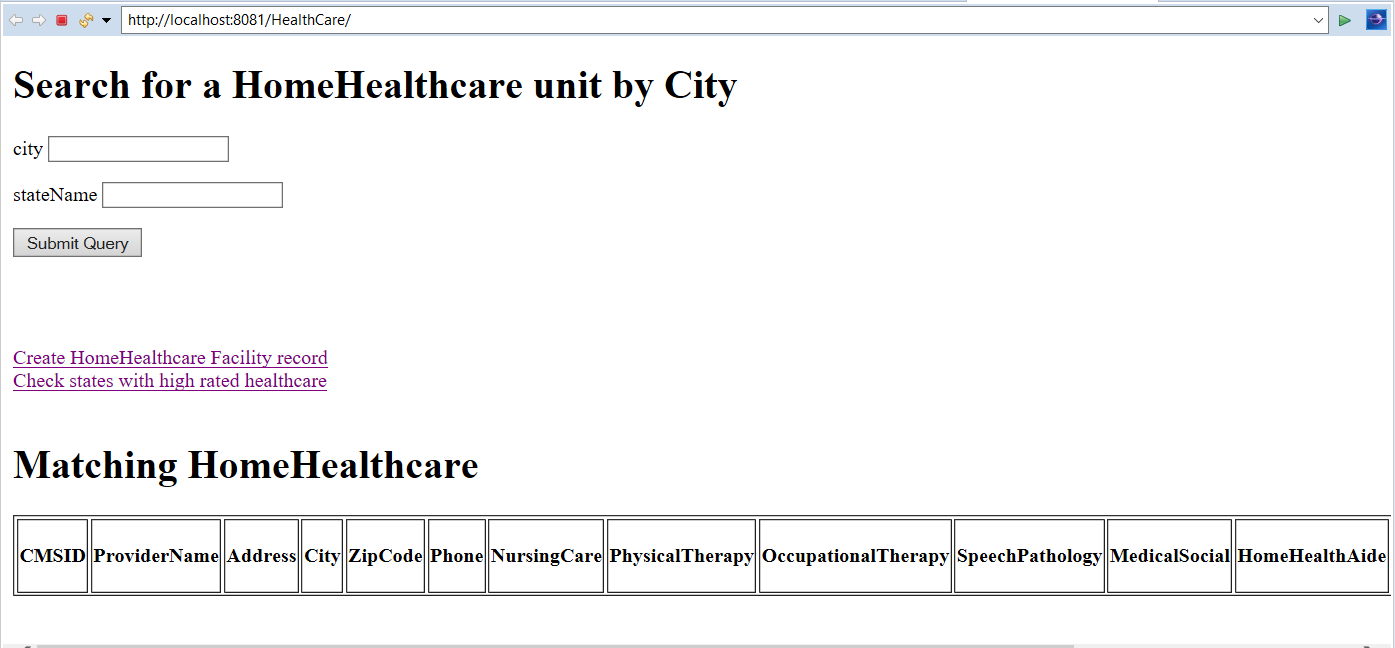 http://localhost:8081/HealthCare/
Search for a HomeHealthcare unit by City
city
stateName
Submit Query
Create HomeHealthcare Facility record
Check states with high rated healthcare
Matching HomeHealthcare
CMSID ProviderName Address City ZipCode Phone NursingCare PhysicalTherapy OccupationalTherapy SpeechPathology MedicalSocial HomeHealthAide